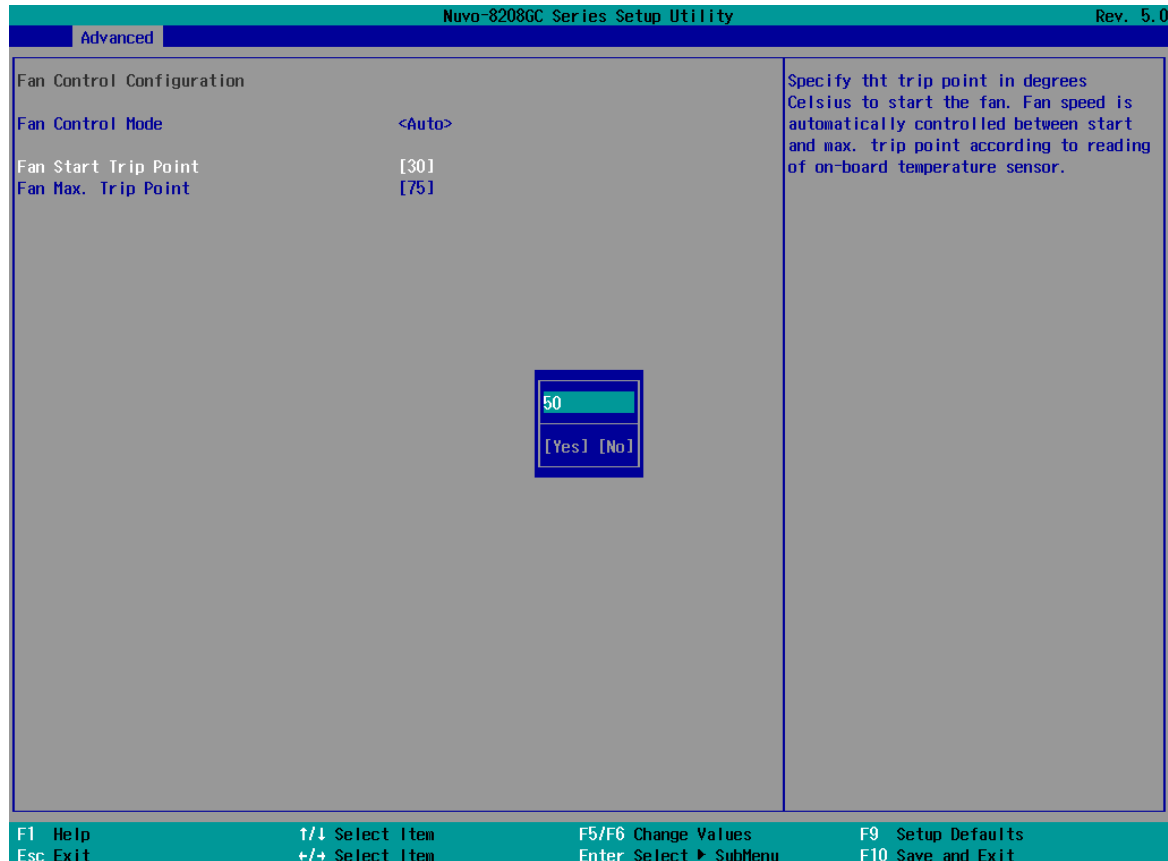 Nuvo-8208GC Series Setup Utility Rev. 5.0
Advanced
Fan Control Configuration
Fan Control Mode <Auto>
Fan Start Trip Point [30]
Fan Max. Trip Point [75]
Specify tht trip point in degrees
Celsius to start the fan. Fan speed is
automatically controlled between start
and max. trip point according to reading
of on-board temperature sensor.
50
[Yes] [No]
F1 Help ↑/↓ Select Item F5/F6 Change Values F9 Setup Defaults
Esc Exit ←/→ Select Item Enter Select ▶ SubMenu F10 Save and Exit